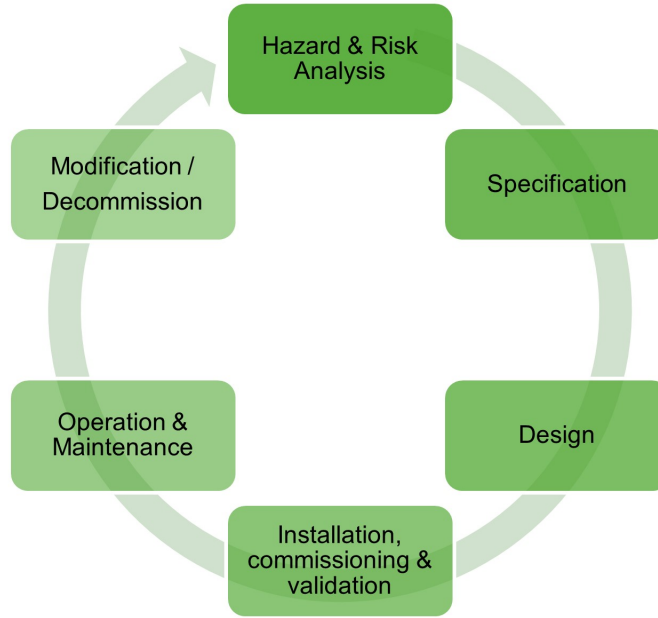 Hazard & Risk
Analysis
Specification
Design
Installation,
commissioning &
validation
Operation &
Maintenance
Modification /
Decommission